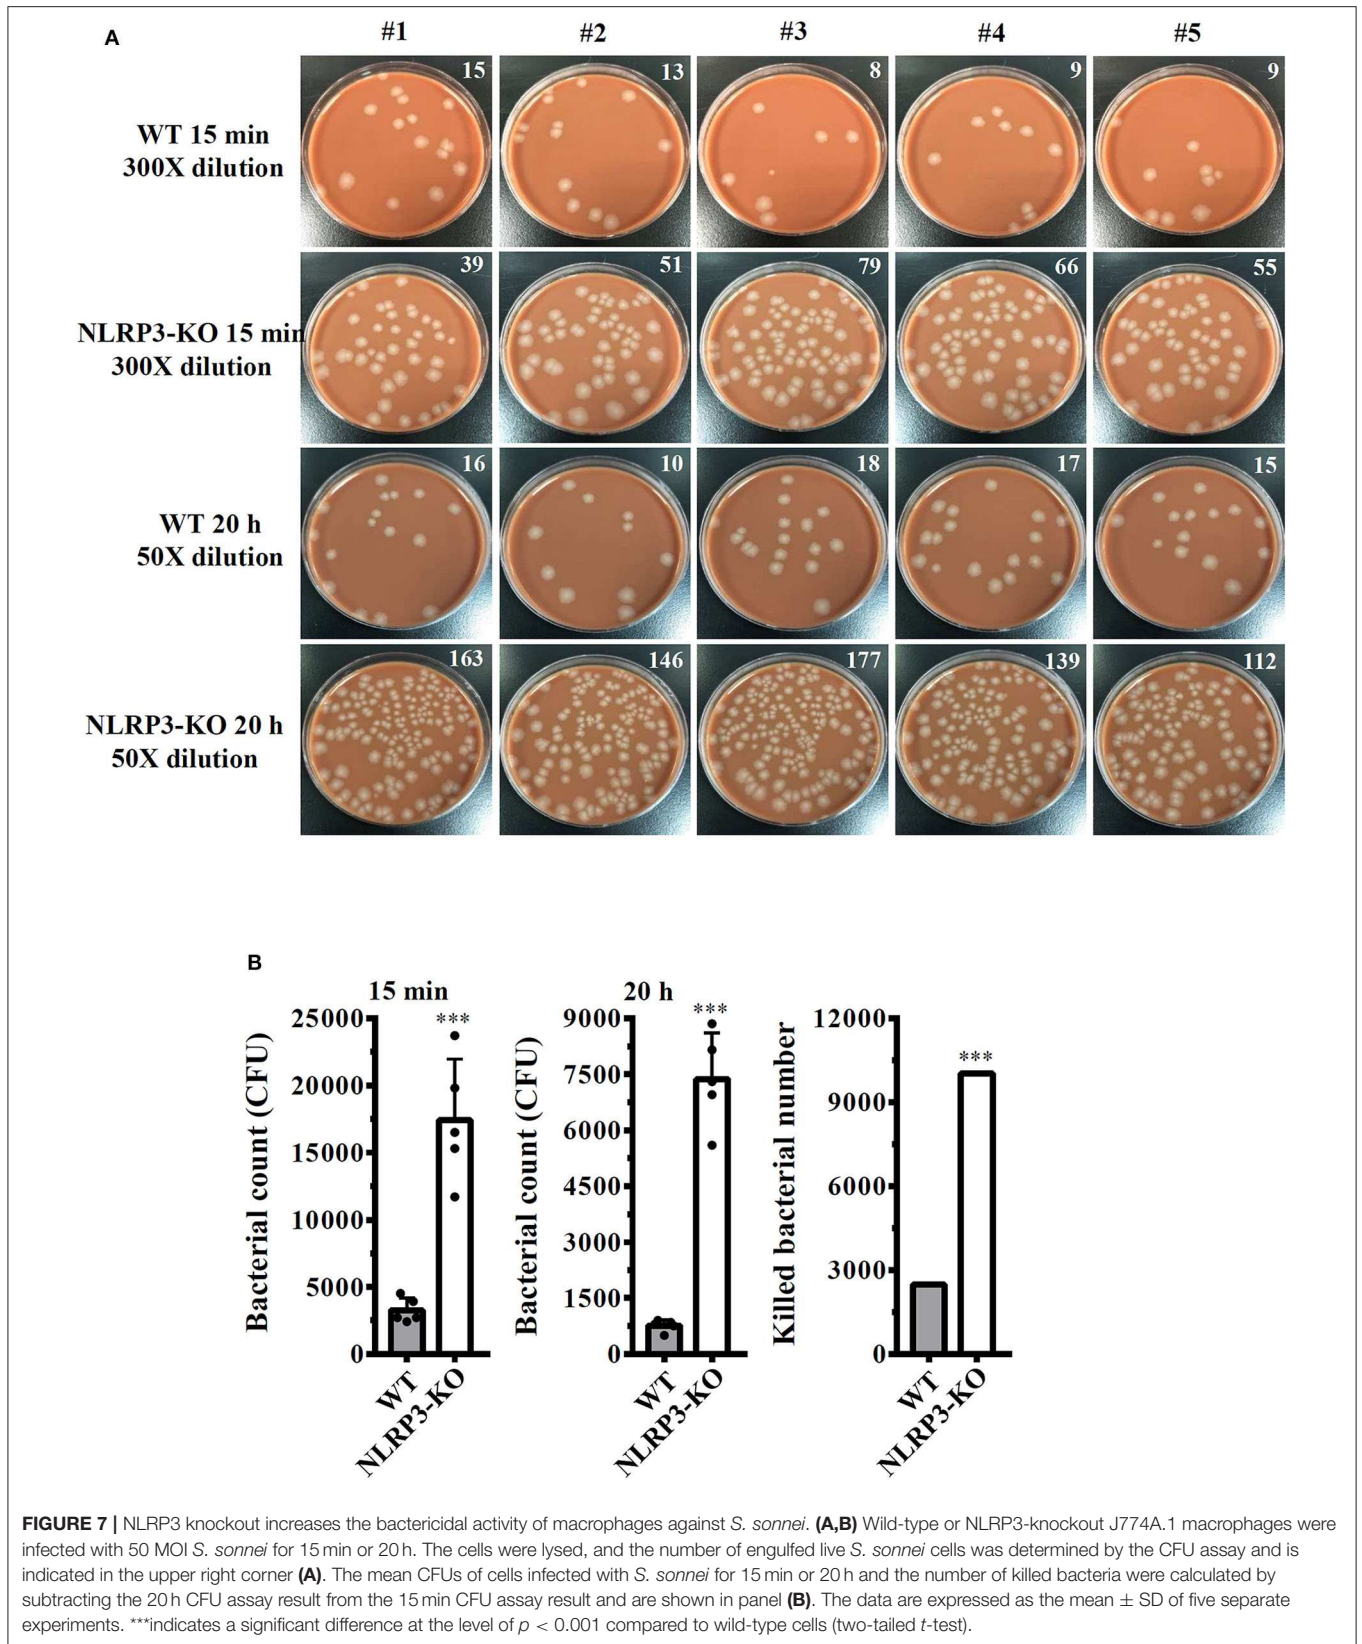 A
#1 #2 #3 #4 #5
WT 15 min
300X dilution
15 13 8 9 9
NLRP3-KO 15 min
300X dilution
39 51 79 66 55
WT 20 h
50X dilution
16 10 18 17 15
NLRP3-KO 20 h
50X dilution
163 146 177 139 112
B
15 min
Bacterial count (CFU)
25000
20000
15000
10000
5000
0
***
WT
NLRP3-KO
20 h
Bacterial count (CFU)
9000
7500
6000
4500
3000
1500
0
***
WT
NLRP3-KO
Killed bacterial number
12000
9000
6000
3000
0
***
WT
NLRP3-KO
FIGURE 7 | NLRP3 knockout increases the bactericidal activity of macrophages against S. sonnei. (A,B) Wild-type or NLRP3-knockout J774A.1 macrophages were
infected with 50 MOI S. sonnei for 15 min or 20 h. The cells were lysed, and the number of engulfed live S. sonnei cells was determined by the CFU assay and is
indicated in the upper right corner (A). The mean CFUs of cells infected with S. sonnei for 15 min or 20 h and the number of killed bacteria were calculated by
subtracting the 20 h CFU assay result from the 15 min CFU assay result and are shown in panel (B). The data are expressed as the mean ± SD of five separate
experiments. ***indicates a significant difference at the level of p < 0.001 compared to wild-type cells (two-tailed t-test).